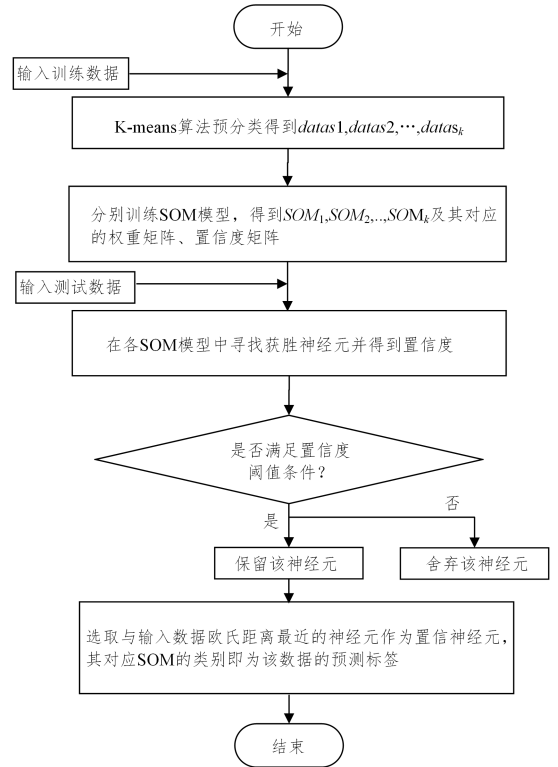 开始
输入训练数据
K-means算法预分类得到datas1,datas2,…,datas_k
分别训练SOM模型，得到SOM_1,SOM_2,..,SOM_k及其对应
的权重矩阵、置信度矩阵
输入测试数据
在各SOM模型中寻找获胜神经元并得到置信度
是否满足置信度
阈值条件？
是
否
保留该神经元
舍弃该神经元
选取与输入数据欧氏距离最近的神经元作为置信神经元，
其对应SOM的类别即为该数据的预测标签
结束